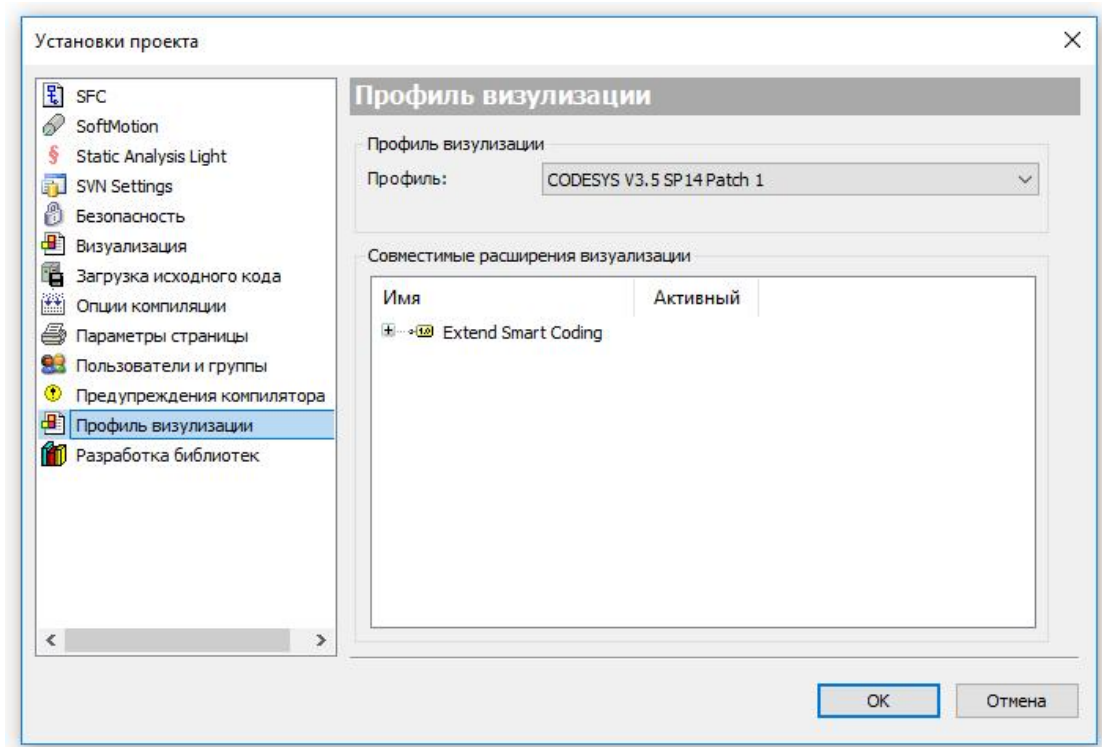 Установки проекта
SFC
SoftMotion
Static Analysis Light
SVN Settings
Безопасность
Визуализация
Загрузка исходного кода
Опции компиляции
Параметры страницы
Пользователи и группы
Предупреждения компилятора
Профиль визулизации
Разработка библиотек
Профиль визулизации
Профиль визулизации
Профиль: CODESYS V3.5 SP14 Patch 1
Совместимые расширения визуализации
Имя Активный
Extend Smart Coding
OK Отмена